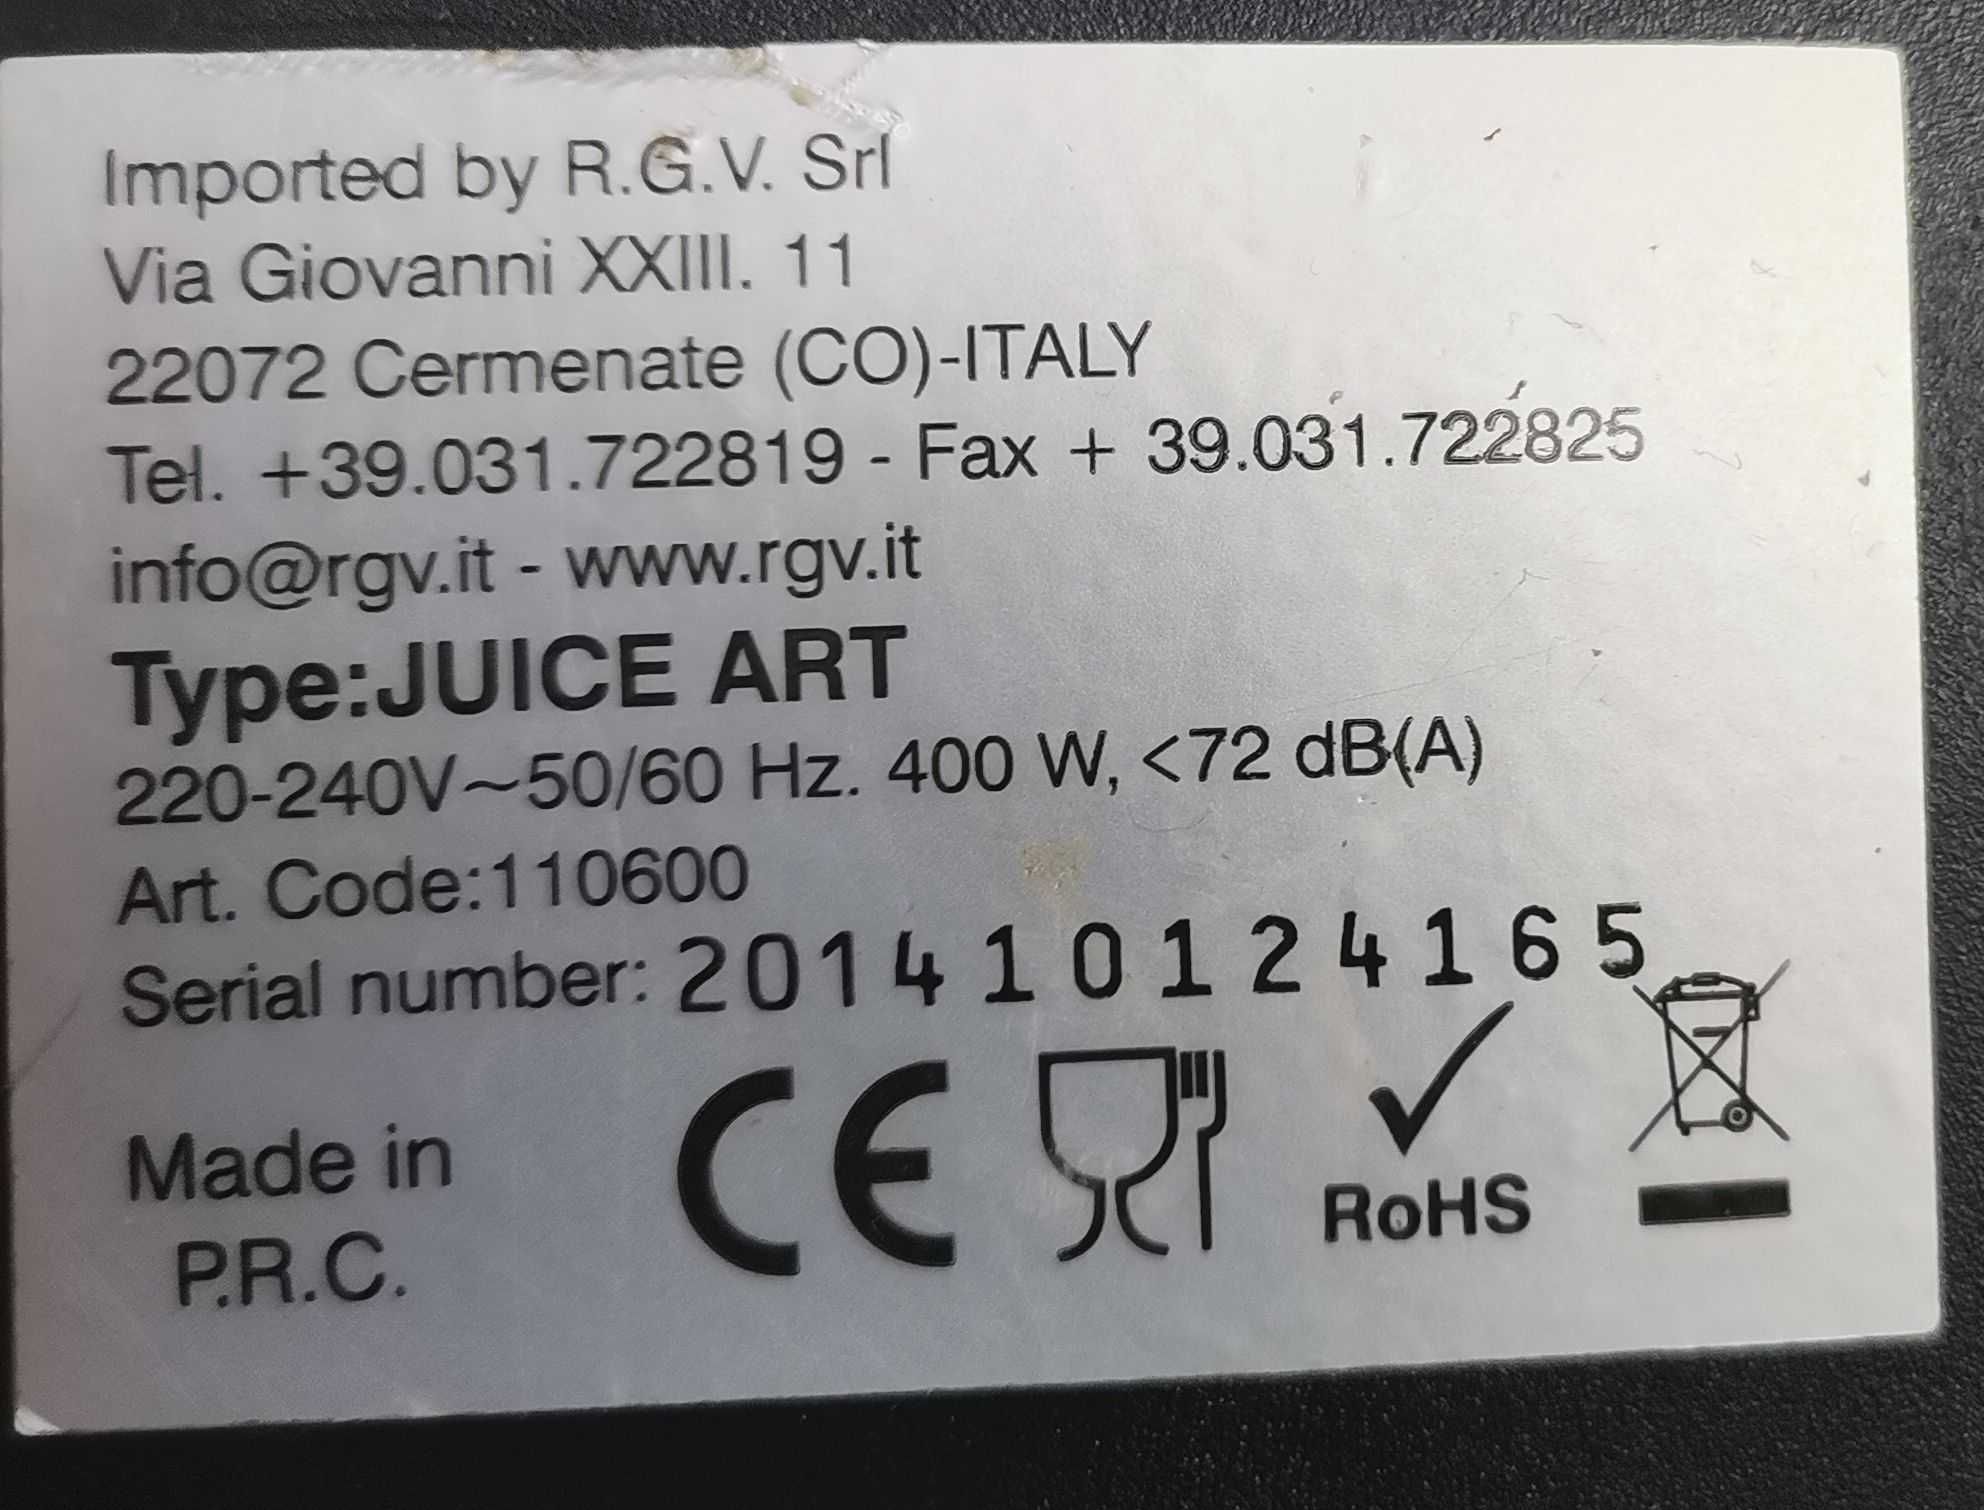 Imported by R.G.V. Srl
Via Giovanni XXIII. 11
22072 Cermenate (CO)-ITALY
Tel. +39.031.722819 - Fax + 39.031.722825
info@rgv.it - www.rgv.it
Type:JUICE ART
220-240V~50/60 Hz. 400 W, <72 dB(A)
Art. Code:110600
Serial number: 201410124165
Made in
P.R.C.
CE
RoHS